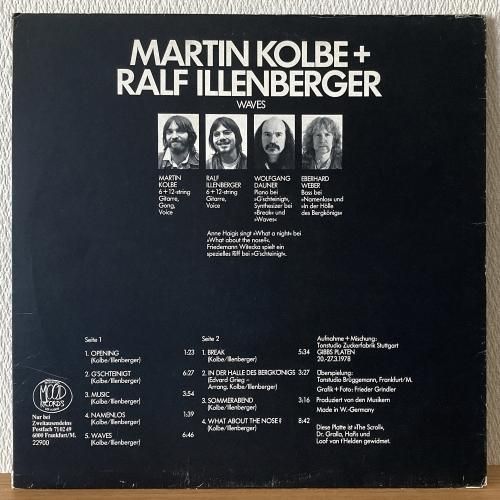 MARTIN KOLBE +
RALF ILLENBERGER
WAVES
MARTIN
KOLBE
6 + 12-string
Gitarre,
Gong,
Voice
RALF
ILLENBERGER
6 + 12-string
Gitarre,
Voice
WOLFGANG
DAUNER
Piano bei
»G'schteinigt«,
Synthesizer bei
»Break« und
»Waves«
EBERHARD
WEBER
Bass bei
»Namenlos« und
»In der Hölle
des Bergkönigs«
Anne Haigis singt »What a night« bei
»What about the nose?«.
Friedemann Witecka spielt ein
spezielles Riff bei »G'schteinigt«.
Seite 1
1. OPENING 1:23
(Kolbe/Illenberger)
2. G'SCHTEINIGT 6:27
(Kolbe/Illenberger)
3. MUSIC 3:54
(Kolbe/Illenberger)
4. NAMENLOS 1:39
(Kolbe/Illenberger)
5. WAVES 6:46
(Kolbe/Illenberger)
Seite 2
1. BREAK 5:34
(Kolbe/Illenberger)
2. IN DER HALLE DES BERGKÖNIGS 3:27
(Edvard Grieg –
Arrang. Kolbe/Illenberger)
3. SOMMERABEND 3:16
(Kolbe/Illenberger)
4. WHAT ABOUT THE NOSE? 8:42
(Kolbe/Illenberger)
Aufnahme + Mischung:
Tonstudio Zuckerfabrik Stuttgart
GIBBS PLATEN
20.-27.3.1978
Überspielung:
Tonstudio Brüggemann, Frankfurt/M.
Grafik + Foto: Frieder Grindler
Produziert von den Musikern
Made in W.-Germany
Diese Platte ist »The Scroll«,
Dr. Gralla, Hafis und
Loof van t'Helden gewidmet.
MOOD
RECORDS
Nur bei
Zweitausendeins
Postfach 710249
6000 Frankfurt/M.
22900